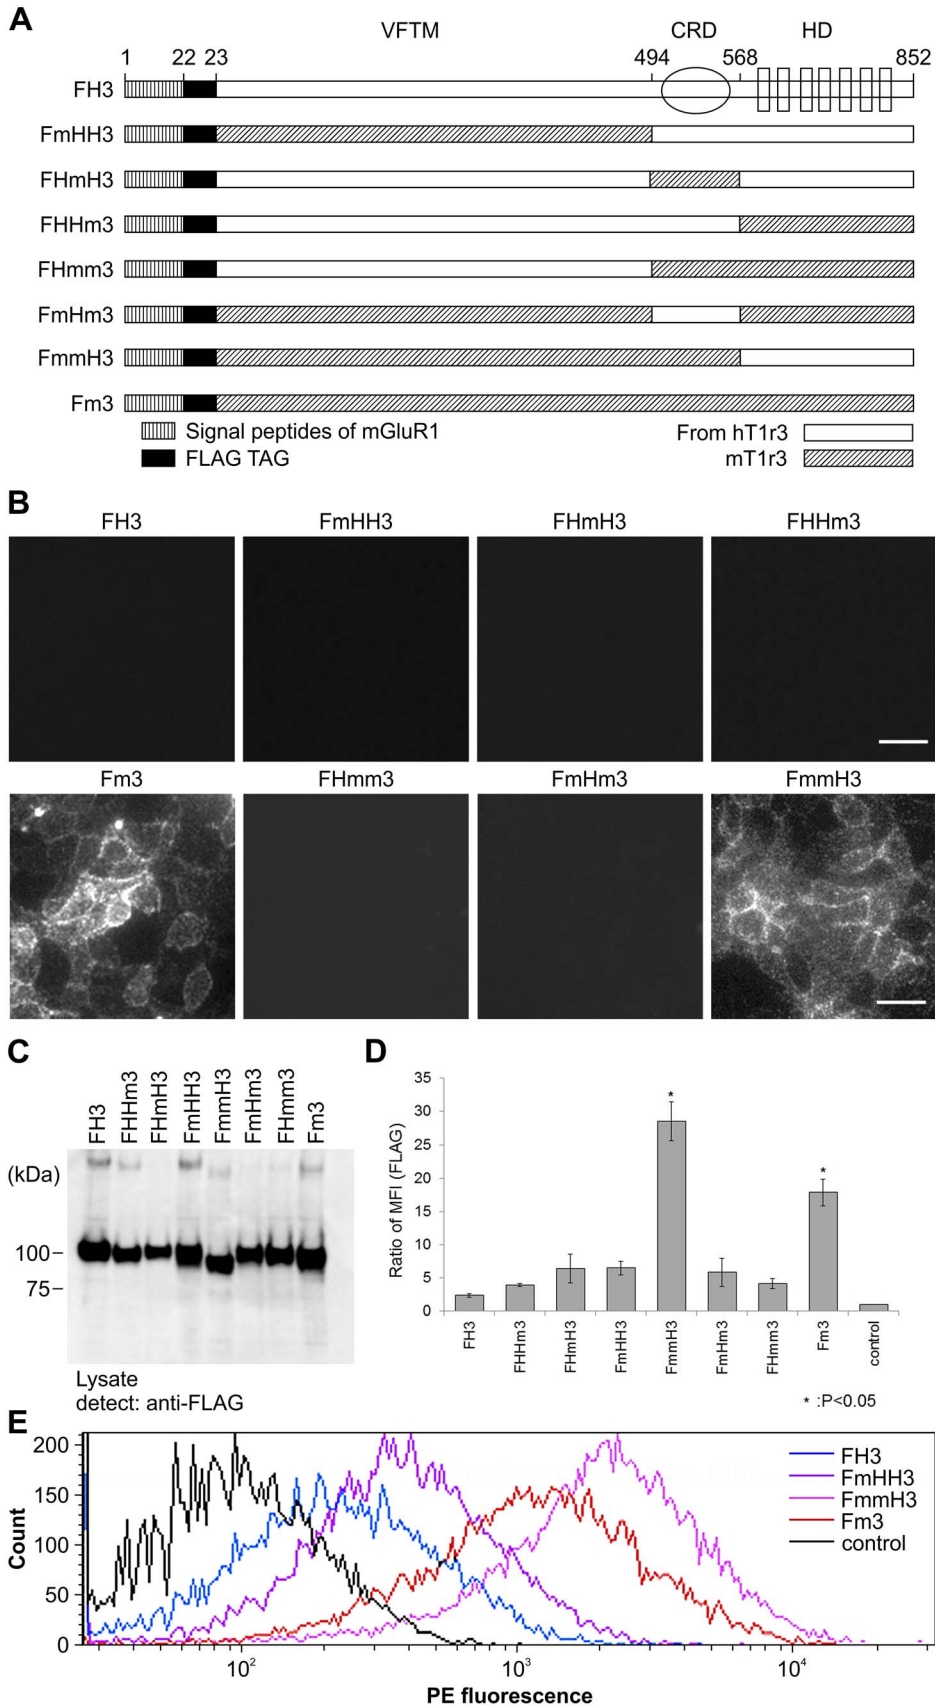 A
VFTM CRD HD
1 22 23 494 568 852
FH3
FmHH3
FHmH3
FHHm3
FHmm3
FmHm3
FmmH3
Fm3
Signal peptides of mGluR1 From hT1r3
FLAG TAG mT1r3
B
FH3 FmHH3 FHmH3 FHHm3
Fm3 FHmm3 FmHm3 FmmH3
C
FH3 FHHm3 FHmH3 FmHH3 FmmH3 FmHm3 FHmm3 Fm3
(kDa)
100
75
Lysate
detect: anti-FLAG
D
Ratio of MFI (FLAG)
35
30
25
20
15
10
5
0
* *
FH3 FHHm3 FHmH3 FmHH3 FmmH3 FmHm3 FHmm3 Fm3 control
* :P<0.05
E
Count
200
150
100
50
0
10² 10³ 10⁴
PE fluorescence
FH3
FmHH3
FmmH3
Fm3
control